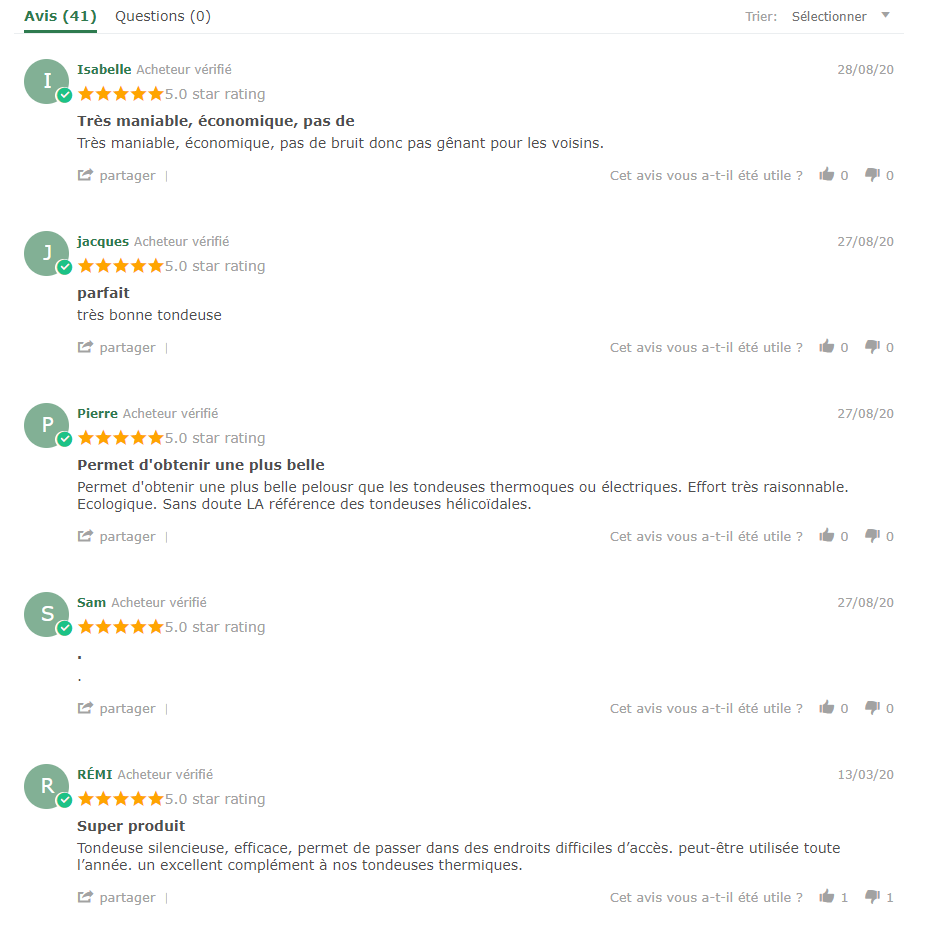 Avis (41) Questions (0) Trier: Sélectionner
I Isabelle Acheteur vérifié 28/08/20
5.0 star rating
Très maniable, économique, pas de
Très maniable, économique, pas de bruit donc pas gênant pour les voisins.
partager | Cet avis vous a-t-il été utile ? 0 0
J jacques Acheteur vérifié 27/08/20
5.0 star rating
parfait
très bonne tondeuse
partager | Cet avis vous a-t-il été utile ? 0 0
P Pierre Acheteur vérifié 27/08/20
5.0 star rating
Permet d'obtenir une plus belle
Permet d'obtenir une plus belle pelousr que les tondeuses thermoques ou électriques. Effort très raisonnable.
Ecologique. Sans doute LA référence des tondeuses hélicoïdales.
partager | Cet avis vous a-t-il été utile ? 0 0
S Sam Acheteur vérifié 27/08/20
5.0 star rating
.
.
partager | Cet avis vous a-t-il été utile ? 0 0
R RÉMI Acheteur vérifié 13/03/20
5.0 star rating
Super produit
Tondeuse silencieuse, efficace, permet de passer dans des endroits difficiles d’accès. peut-être utilisée toute
l’année. un excellent complément à nos tondeuses thermiques.
partager | Cet avis vous a-t-il été utile ? 1 1